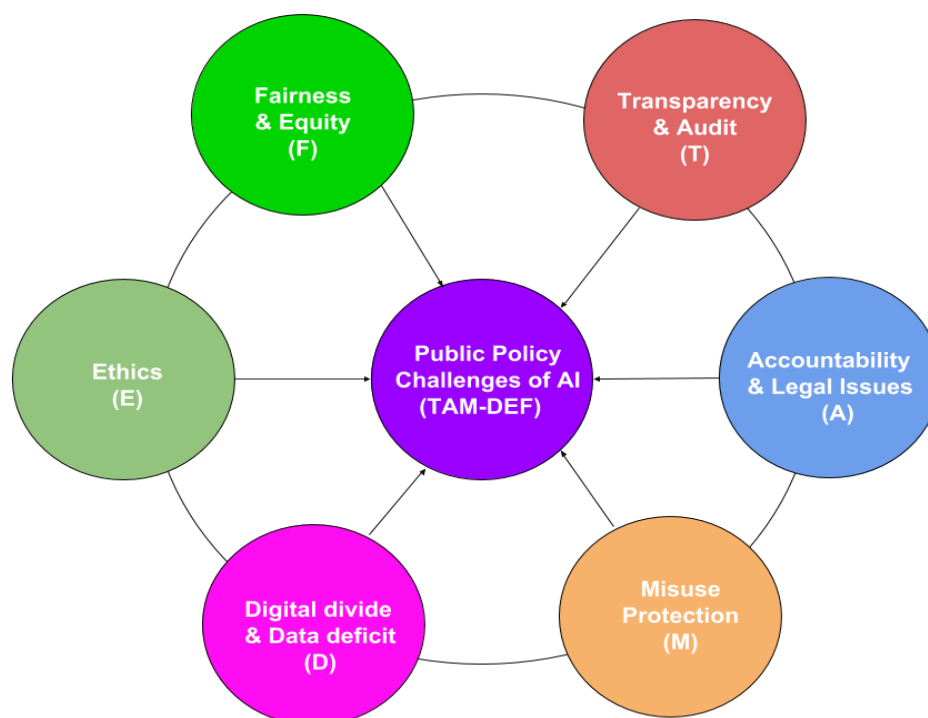 Fairness
& Equity
(F)
Transparency
& Audit
(T)
Ethics
(E)
Public Policy
Challenges of AI
(TAM-DEF)
Accountability
& Legal Issues
(A)
Digital divide
& Data deficit
(D)
Misuse
Protection
(M)